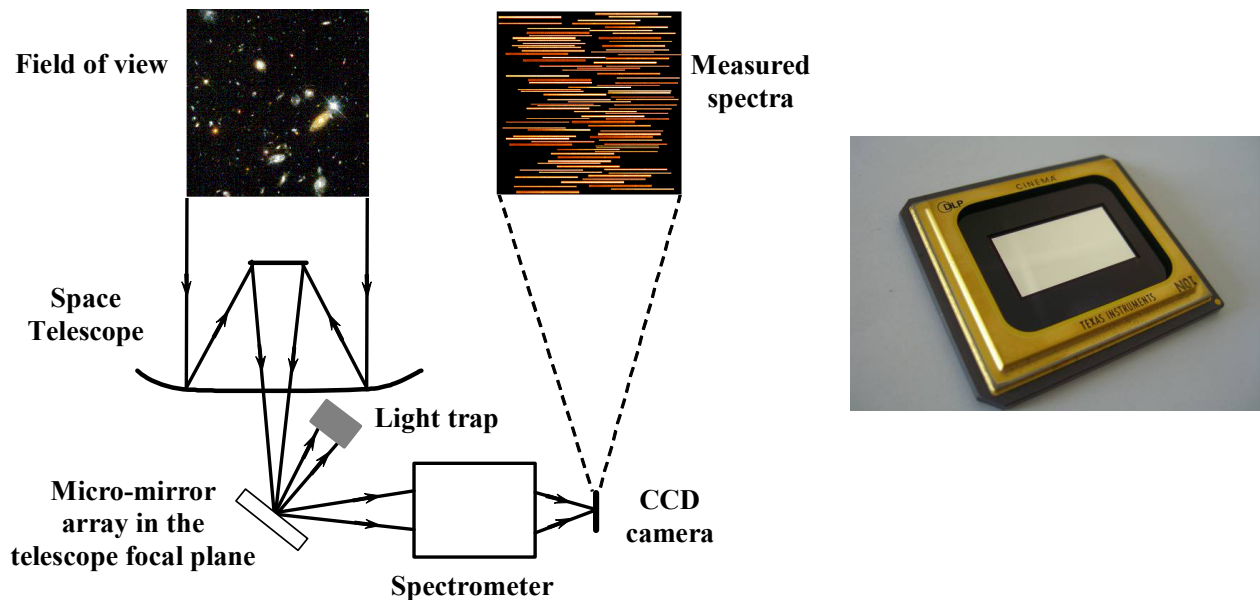 Field of view
Measured
spectra
Space
Telescope
Light trap
Micro-mirror
array in the
telescope focal plane
CCD
camera
Spectrometer
CINEMA
DLP
TEXAS INSTRUMENTS
NO1